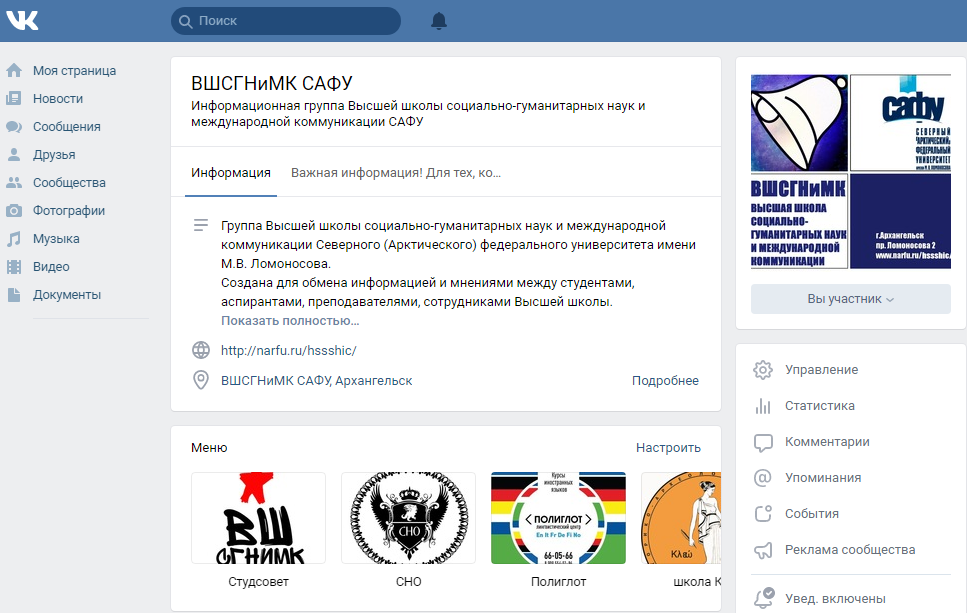 Поиск
Моя страница
Новости
Сообщения
Друзья
Сообщества
Фотографии
Музыка
Видео
Документы
ВШСГНиМК САФУ
Информационная группа Высшей школы социально-гуманитарных наук и
международной коммуникации САФУ
Информация
Важная информация! Для тех, ко...
Группа Высшей школы социально-гуманитарных наук и международной
коммуникации Северного (Арктического) федерального университета имени
М.В. Ломоносова.
Создана для обмена информацией и мнениями между студентами,
аспирантами, преподавателями, сотрудниками Высшей школы.
Показать полностью...
http://narfu.ru/hssshic/
ВШСГНиМК САФУ, Архангельск
Подробнее
Меню
Настроить
ВШ
СГНИМК
СНО
Курсы
иностранных
языков
ПОЛИГЛОТ
лингвистический центр
En It Fr De Fi No
66-05-66
Κλειώ
Студсовет
СНО
Полиглот
школа К
сафу
СЕВЕРНЫЙ
(АРКТИЧЕСКИЙ)
ФЕДЕРАЛЬНЫЙ
УНИВЕРСИТЕТ
ВШСГНиМК
ВЫСШАЯ ШКОЛА
СОЦИАЛЬНО-
ГУМАНИТАРНЫХ НАУК
И МЕЖДУНАРОДНОЙ
КОММУНИКАЦИИ
г.Архангельск
пр. Ломоносова 2
www.narfu.ru/hssshic/
Вы участник
Управление
Статистика
Комментарии
Упоминания
События
Реклама сообщества
Увед. включены